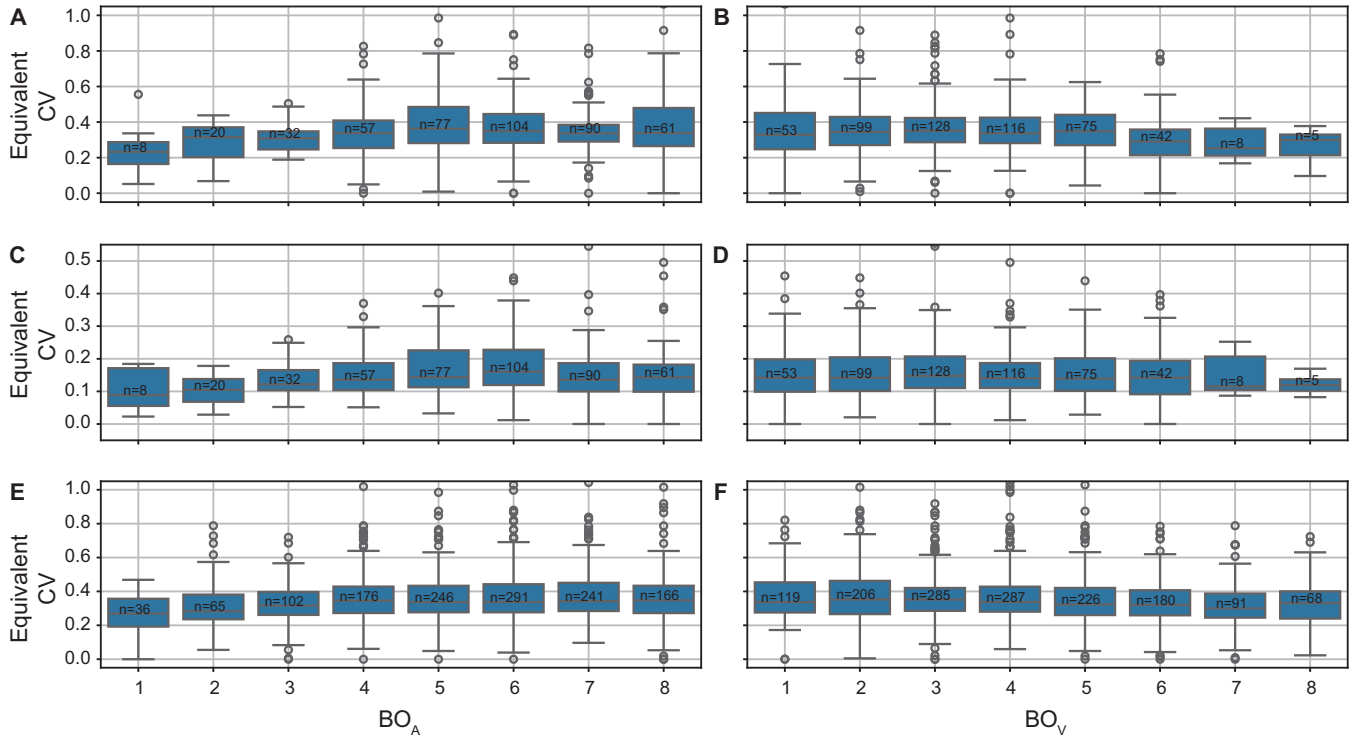 A
B
Equivalent
CV
1.0
0.8
0.6
0.4
0.2
0.0
n=8
n=20
n=32
n=57
n=77
n=104
n=90
n=61
n=53
n=99
n=128
n=116
n=75
n=42
n=8
n=5
C
D
Equivalent
CV
0.5
0.4
0.3
0.2
0.1
0.0
n=8
n=20
n=32
n=57
n=77
n=104
n=90
n=61
n=53
n=99
n=128
n=116
n=75
n=42
n=8
n=5
E
F
Equivalent
CV
1.0
0.8
0.6
0.4
0.2
0.0
n=36
n=65
n=102
n=176
n=246
n=291
n=241
n=166
n=119
n=206
n=285
n=287
n=226
n=180
n=91
n=68
1 2 3 4 5 6 7 8
1 2 3 4 5 6 7 8
BO_A
BO_V